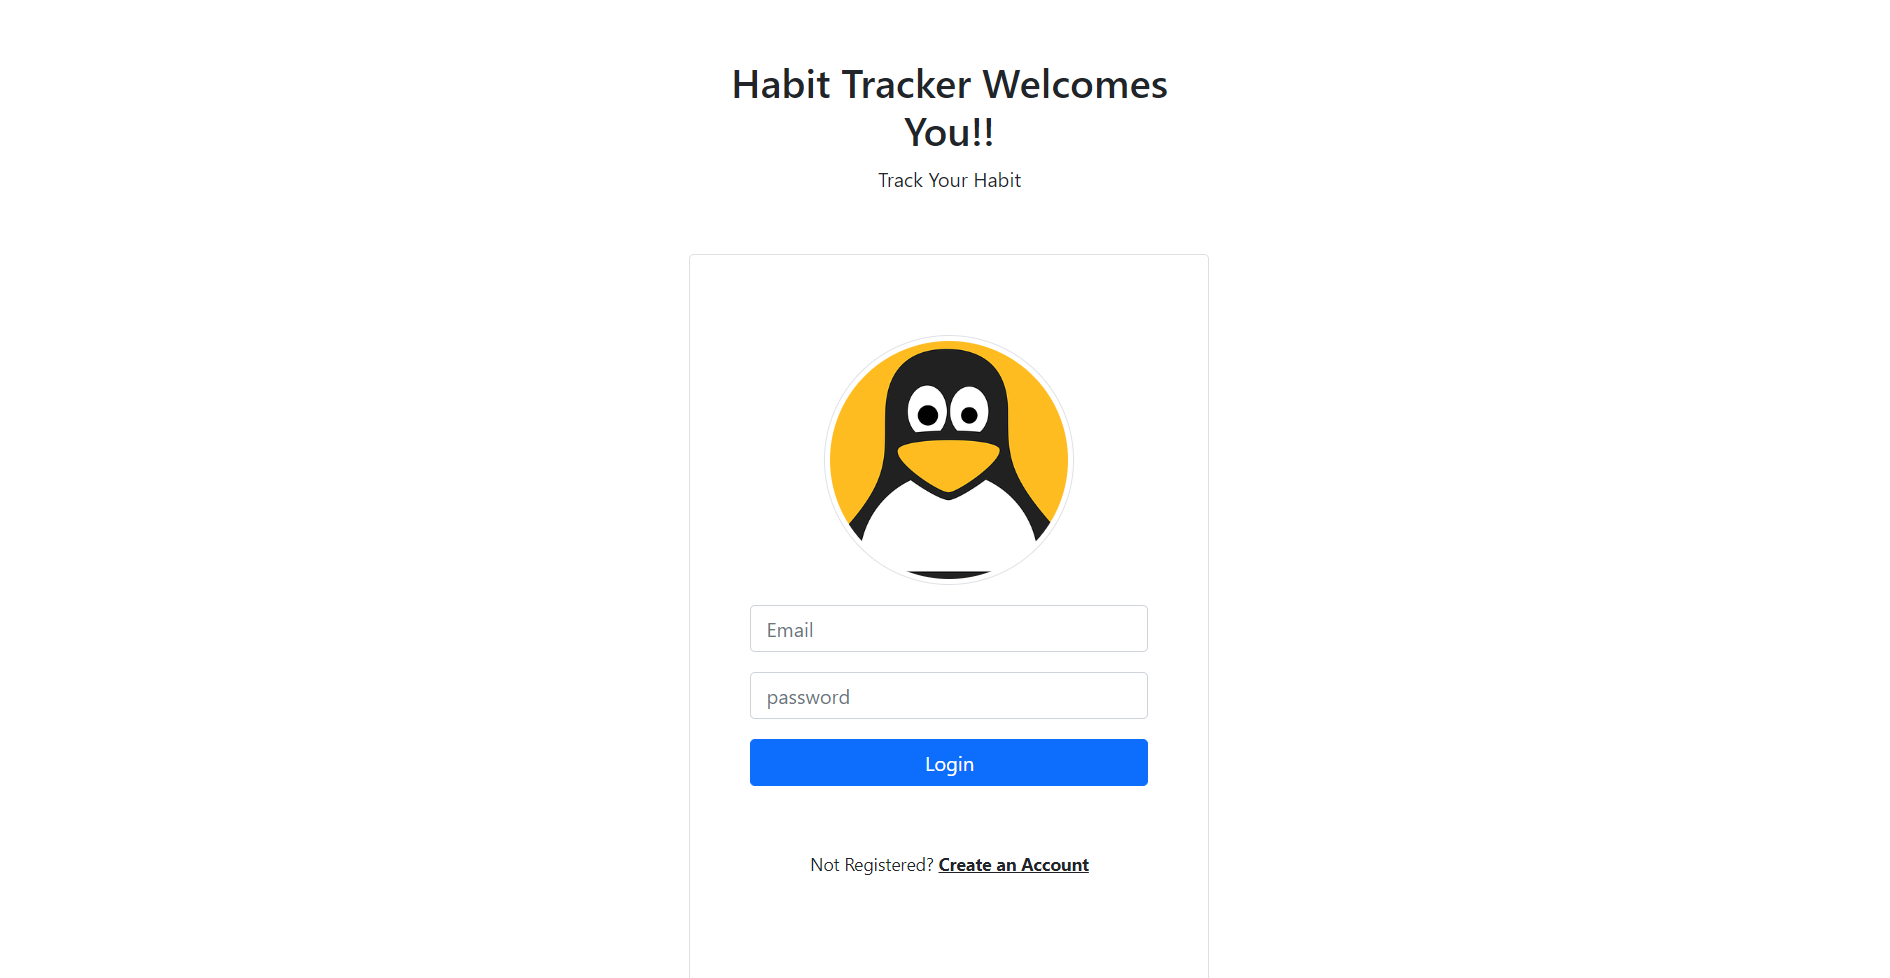 Habit Tracker Welcomes
You!!
Track Your Habit
Email
password
Login
Not Registered? Create an Account